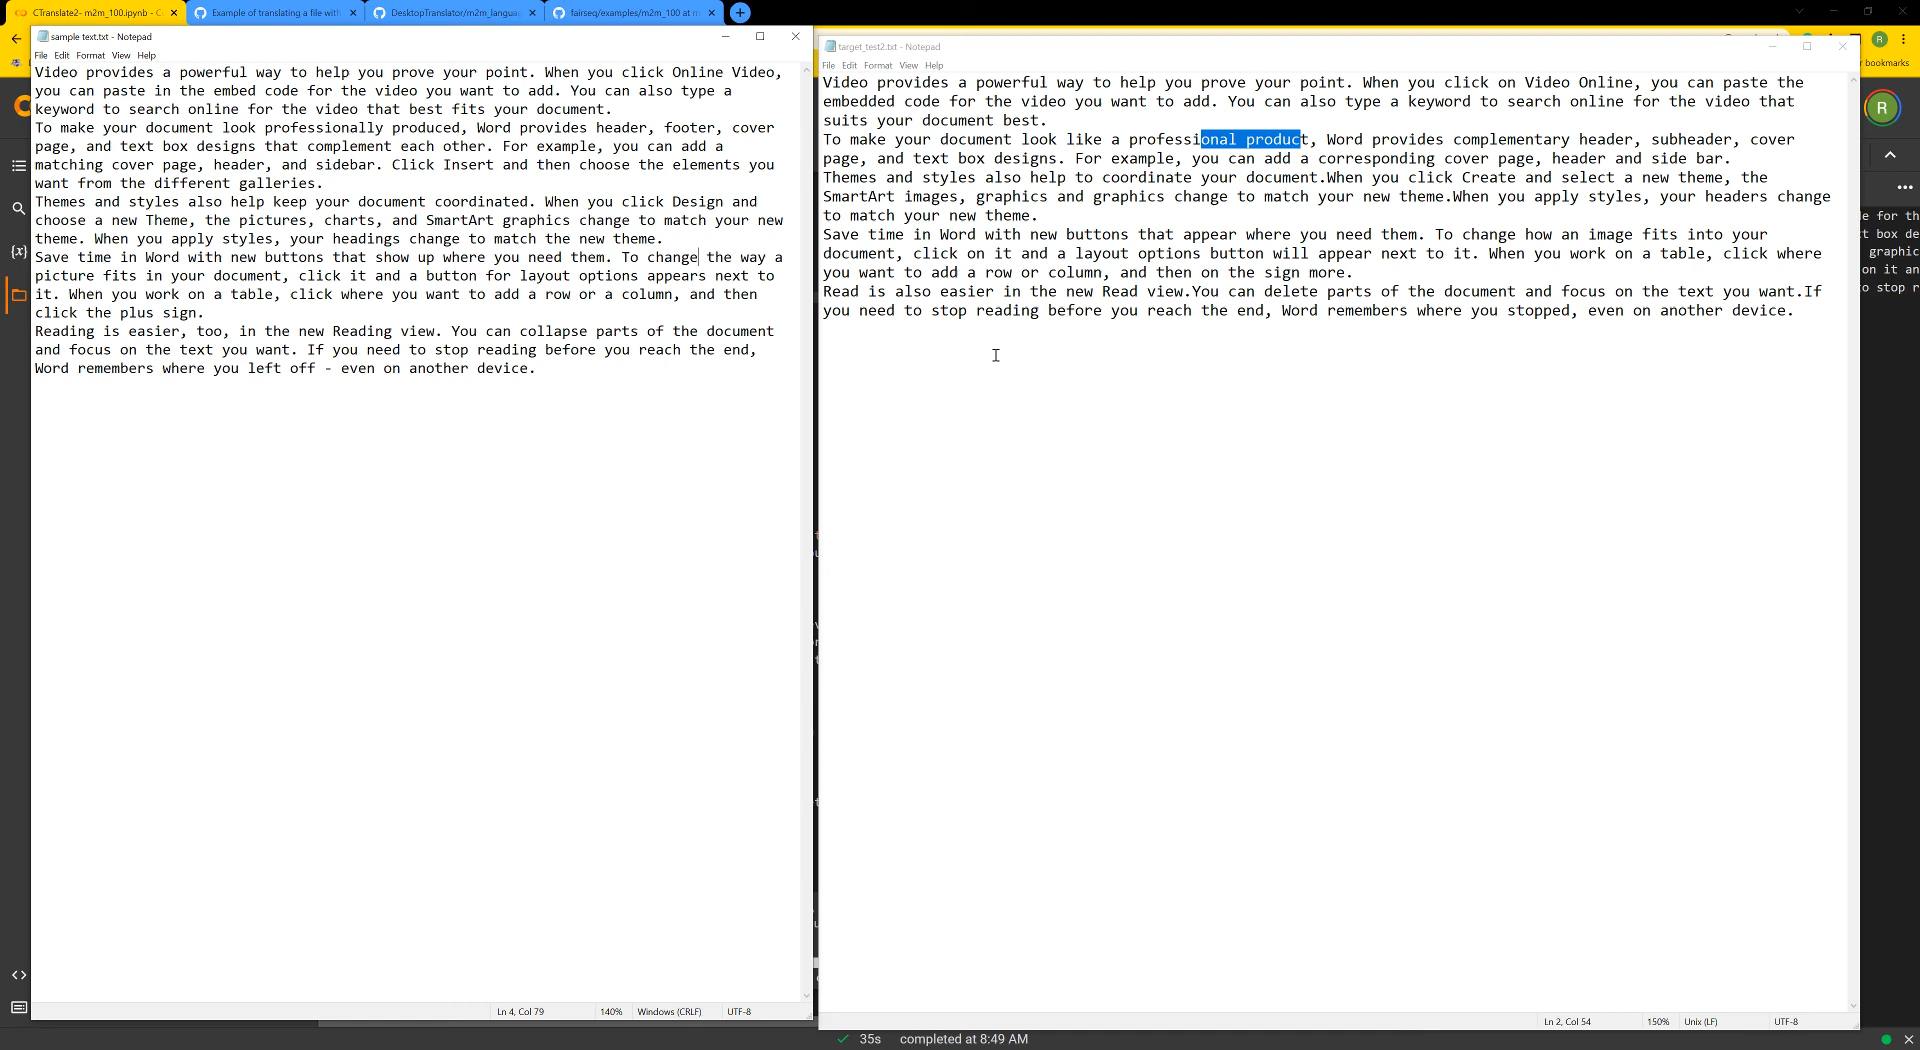 CTranslate2- m2m_100.ipynb - C
Example of translating a file with
DesktopTranslator/m2m_langua
fairseq/examples/m2m_100 at m
sample text.txt - Notepad
File Edit Format View Help
Video provides a powerful way to help you prove your point. When you click Online Video,
you can paste in the embed code for the video you want to add. You can also type a
keyword to search online for the video that best fits your document.
To make your document look professionally produced, Word provides header, footer, cover
page, and text box designs that complement each other. For example, you can add a
matching cover page, header, and sidebar. Click Insert and then choose the elements you
want from the different galleries.
Themes and styles also help keep your document coordinated. When you click Design and
choose a new Theme, the pictures, charts, and SmartArt graphics change to match your new
theme. When you apply styles, your headings change to match the new theme.
Save time in Word with new buttons that show up where you need them. To change the way a
picture fits in your document, click it and a button for layout options appears next to
it. When you work on a table, click where you want to add a row or a column, and then
click the plus sign.
Reading is easier, too, in the new Reading view. You can collapse parts of the document
and focus on the text you want. If you need to stop reading before you reach the end,
Word remembers where you left off - even on another device.
Ln 4, Col 79 140% Windows (CRLF) UTF-8
target_test2.txt - Notepad
File Edit Format View Help
Video provides a powerful way to help you prove your point. When you click on Video Online, you can paste the
embedded code for the video you want to add. You can also type a keyword to search online for the video that
suits your document best.
To make your document look like a professional product, Word provides complementary header, subheader, cover
page, and text box designs. For example, you can add a corresponding cover page, header and side bar.
Themes and styles also help to coordinate your document.When you click Create and select a new theme, the
SmartArt images, graphics and graphics change to match your new theme.When you apply styles, your headers change
to match your new theme.
Save time in Word with new buttons that appear where you need them. To change how an image fits into your
document, click on it and a layout options button will appear next to it. When you work on a table, click where
you want to add a row or column, and then on the sign more.
Read is also easier in the new Read view.You can delete parts of the document and focus on the text you want.If
you need to stop reading before you reach the end, Word remembers where you stopped, even on another device.
Ln 2, Col 54 150% Unix (LF) UTF-8
R
r bookmarks
R
e for th
t box de
graphic
on it an
o stop r
{x}
35s completed at 8:49 AM